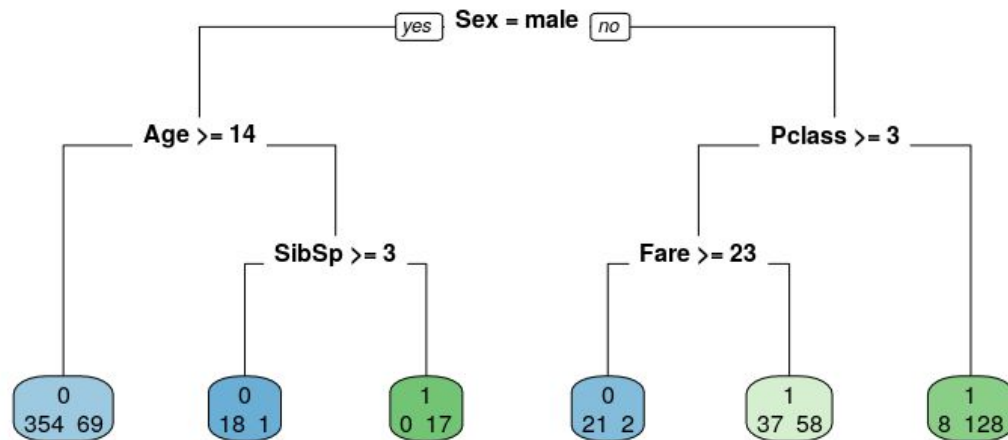 yes Sex = male no
Age >= 14
Pclass >= 3
SibSp >= 3
Fare >= 23
0
354 69
0
18 1
1
0 17
0
21 2
1
37 58
1
8 128